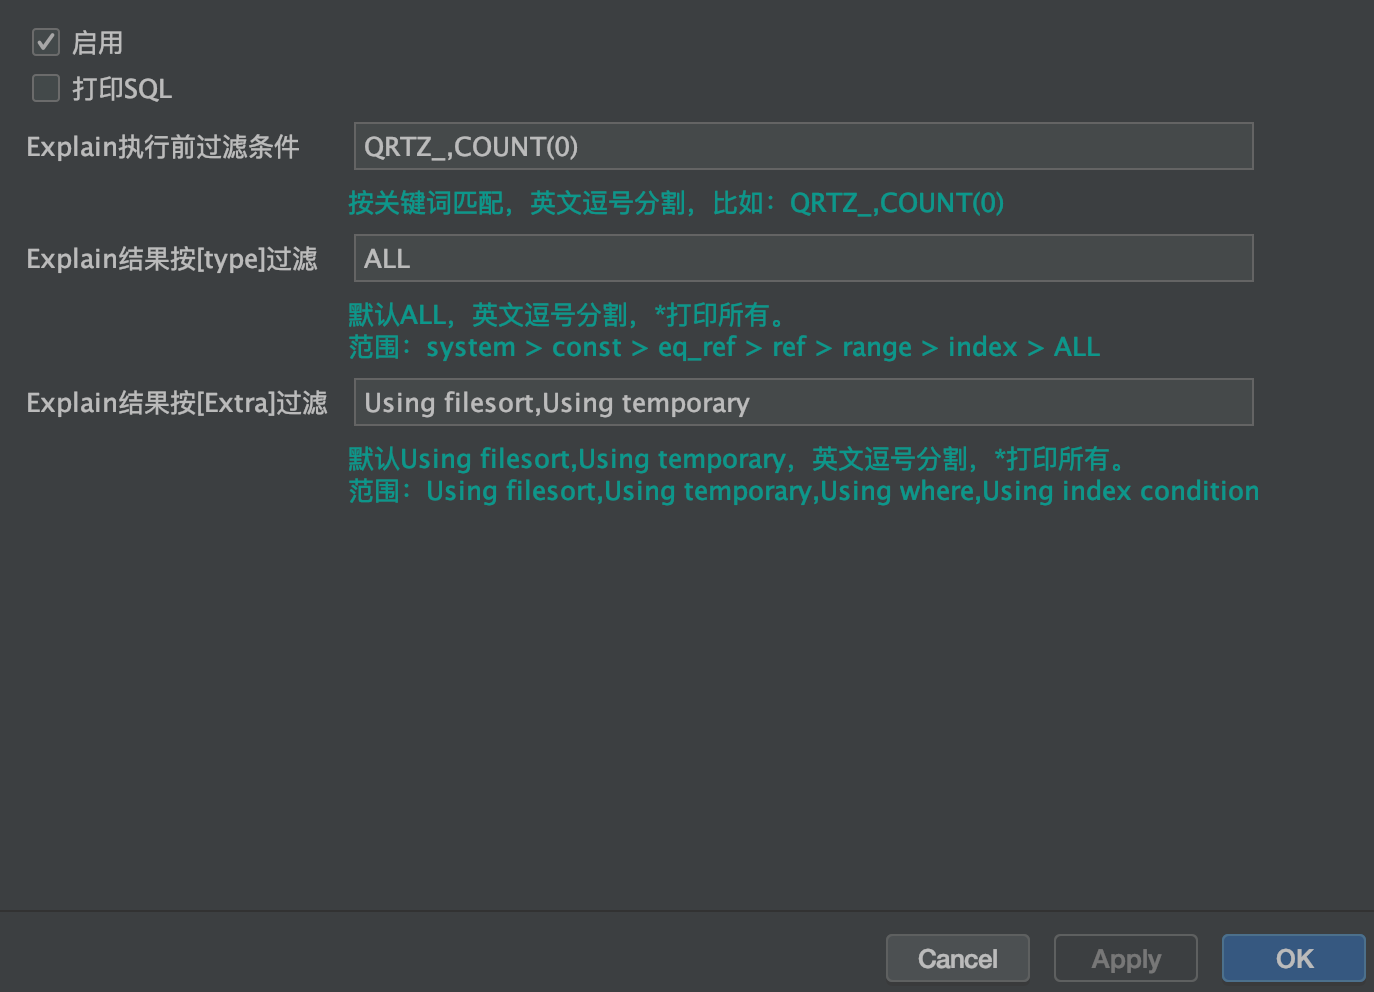 启用
打印SQL
Explain执行前过滤条件 QRTZ_,COUNT(0)
按关键词匹配，英文逗号分割，比如：QRTZ_,COUNT(0)
Explain结果按[type]过滤 ALL
默认ALL，英文逗号分割，*打印所有。
范围：system > const > eq_ref > ref > range > index > ALL
Explain结果按[Extra]过滤 Using filesort,Using temporary
默认Using filesort,Using temporary，英文逗号分割，*打印所有。
范围：Using filesort,Using temporary,Using where,Using index condition
Cancel Apply OK